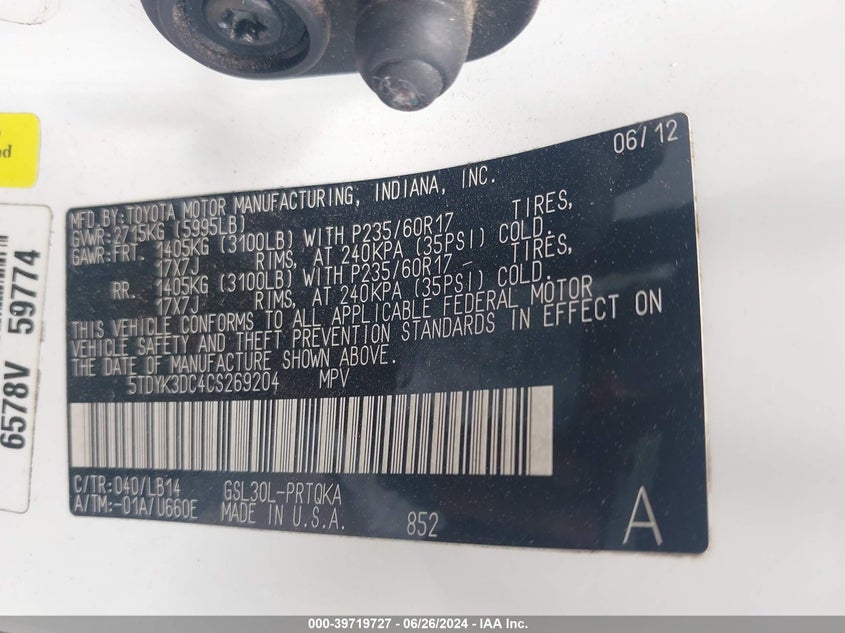 06/12
MFD.BY:TOYOTA MOTOR MANUFACTURING, INDIANA, INC.
GVWR:2715KG (5995LB)
GAWR:FRT. 1405KG (3100LB) WITH P235/60R17 TIRES,
17X7J RIMS, AT 240KPA (35PSI) COLD.
RR. 1405KG (3100LB) WITH P235/60R17 - TIRES,
17X7J RIMS, AT 240KPA (35PSI) COLD.
THIS VEHICLE CONFORMS TO ALL APPLICABLE FEDERAL MOTOR
VEHICLE SAFETY AND THEFT PREVENTION STANDARDS IN EFFECT ON
THE DATE OF MANUFACTURE SHOWN ABOVE.
5TDYK3DC4CS269204 MPV
C/TR:040/LB14 GSL30L-PRTQKA
A/TM:-01A/U660E MADE IN U.S.A. 852
A
6578V 59774
000-39719727 - 06/26/2024 - IAA Inc.